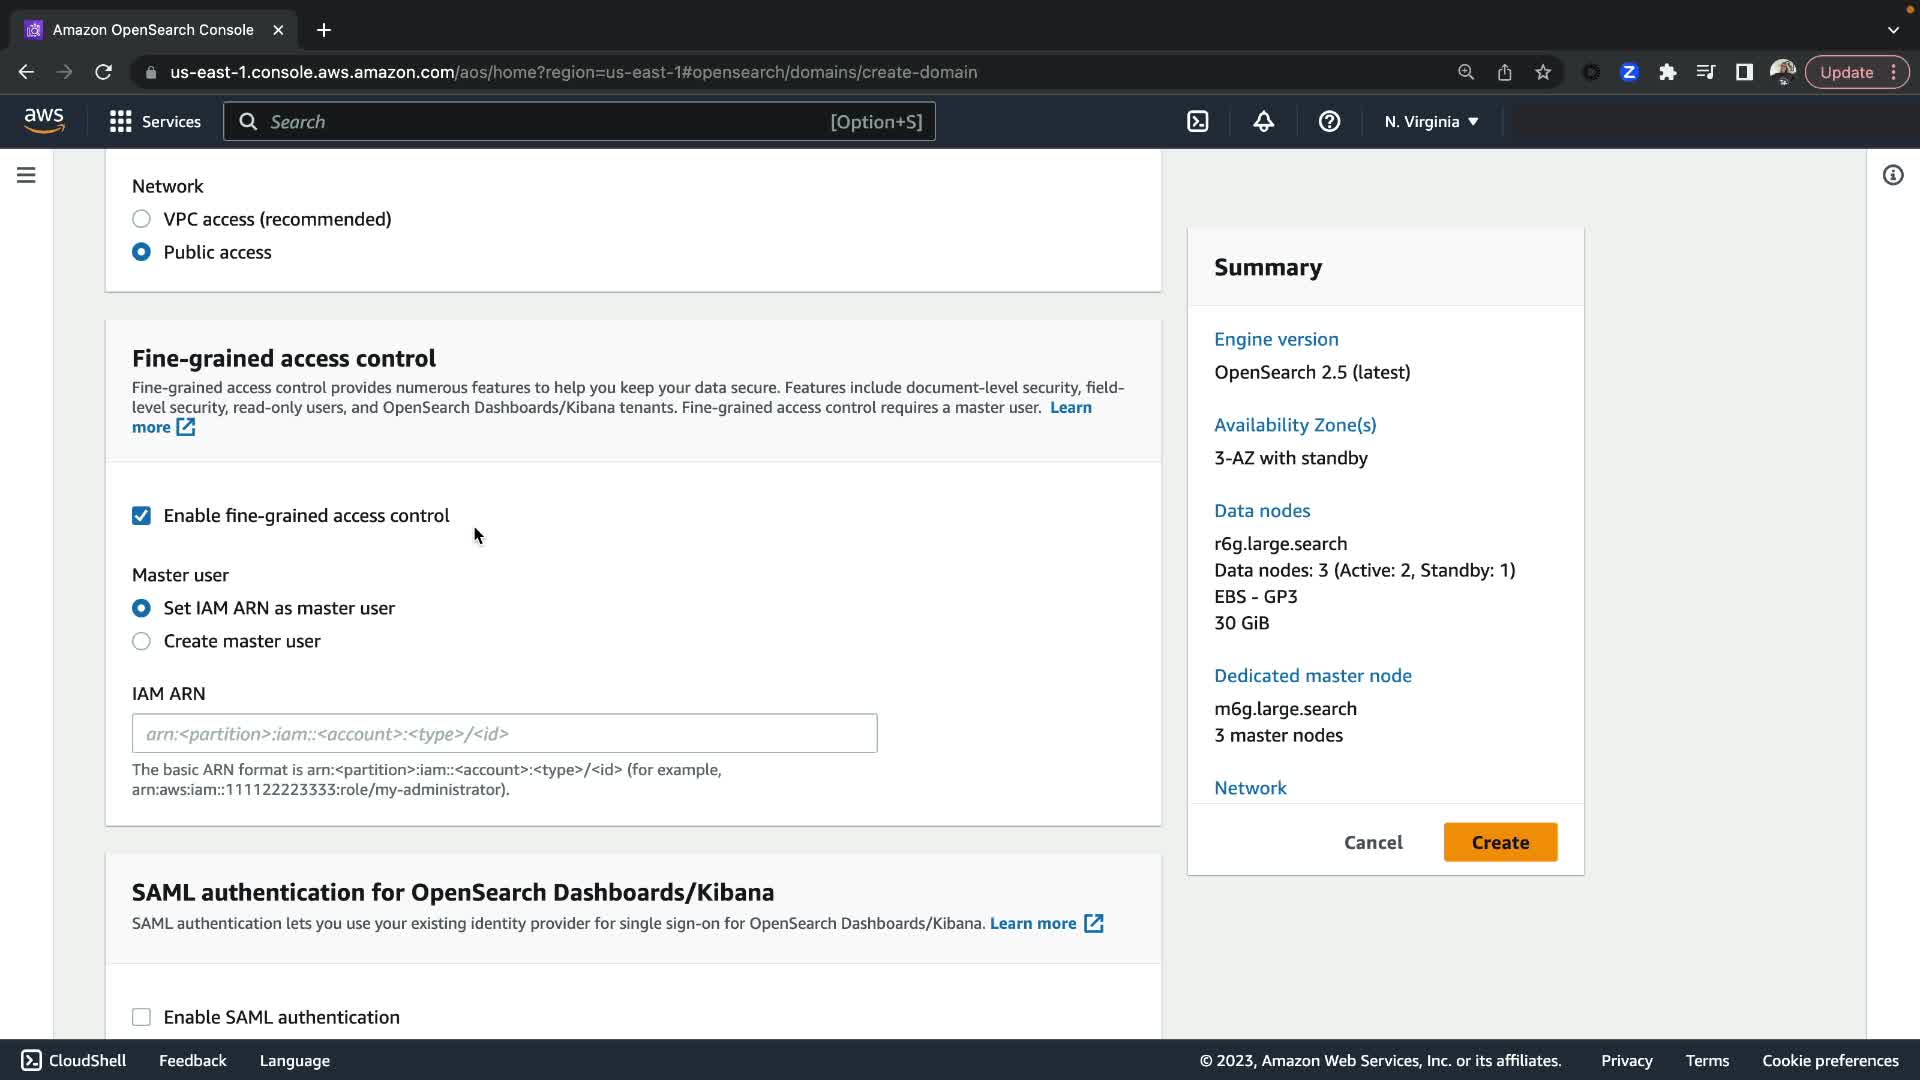 Amazon OpenSearch Console
us-east-1.console.aws.amazon.com/aos/home?region=us-east-1#opensearch/domains/create-domain
Update
aws
Services
Search
[Option+S]
N. Virginia
Network
VPC access (recommended)
Public access
Fine-grained access control
Fine-grained access control provides numerous features to help you keep your data secure. Features include document-level security, field-
level security, read-only users, and OpenSearch Dashboards/Kibana tenants. Fine-grained access control requires a master user. Learn
more
Enable fine-grained access control
Master user
Set IAM ARN as master user
Create master user
IAM ARN
arn:<partition>:iam::<account>:<type>/<id>
The basic ARN format is arn:<partition>:iam::<account>:<type>/<id> (for example,
arn:aws:iam::111122223333:role/my-administrator).
SAML authentication for OpenSearch Dashboards/Kibana
SAML authentication lets you use your existing identity provider for single sign-on for OpenSearch Dashboards/Kibana. Learn more
Enable SAML authentication
Summary
Engine version
OpenSearch 2.5 (latest)
Availability Zone(s)
3-AZ with standby
Data nodes
r6g.large.search
Data nodes: 3 (Active: 2, Standby: 1)
EBS - GP3
30 GiB
Dedicated master node
m6g.large.search
3 master nodes
Network
Cancel
Create
CloudShell
Feedback
Language
© 2023, Amazon Web Services, Inc. or its affiliates.
Privacy
Terms
Cookie preferences